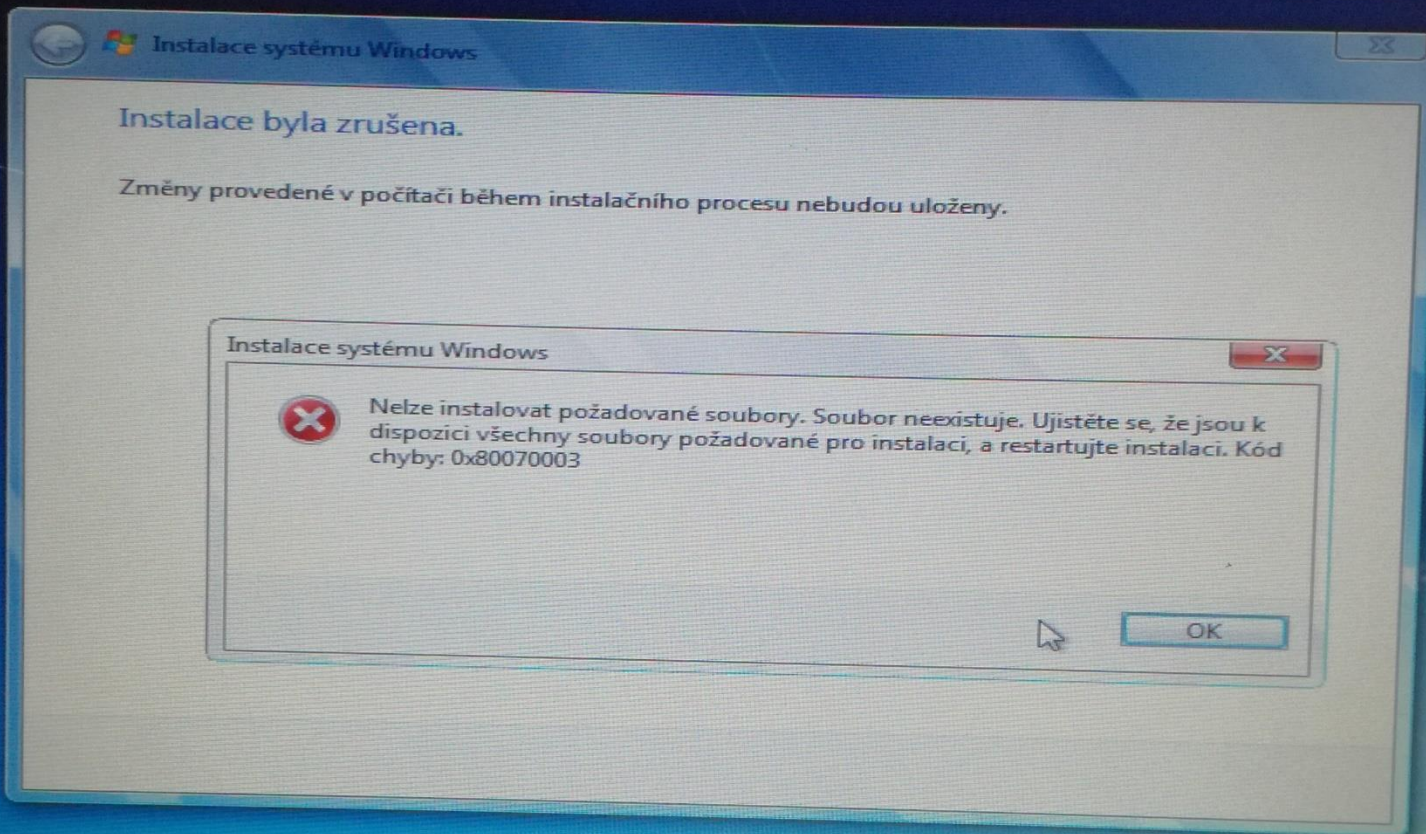 Instalace systému Windows
Instalace byla zrušena.
Změny provedené v počítači během instalačního procesu nebudou uloženy.
Instalace systému Windows
Nelze instalovat požadované soubory. Soubor neexistuje. Ujistěte se, že jsou k
dispozici všechny soubory požadované pro instalaci, a restartujte instalaci. Kód
chyby: 0x80070003
OK